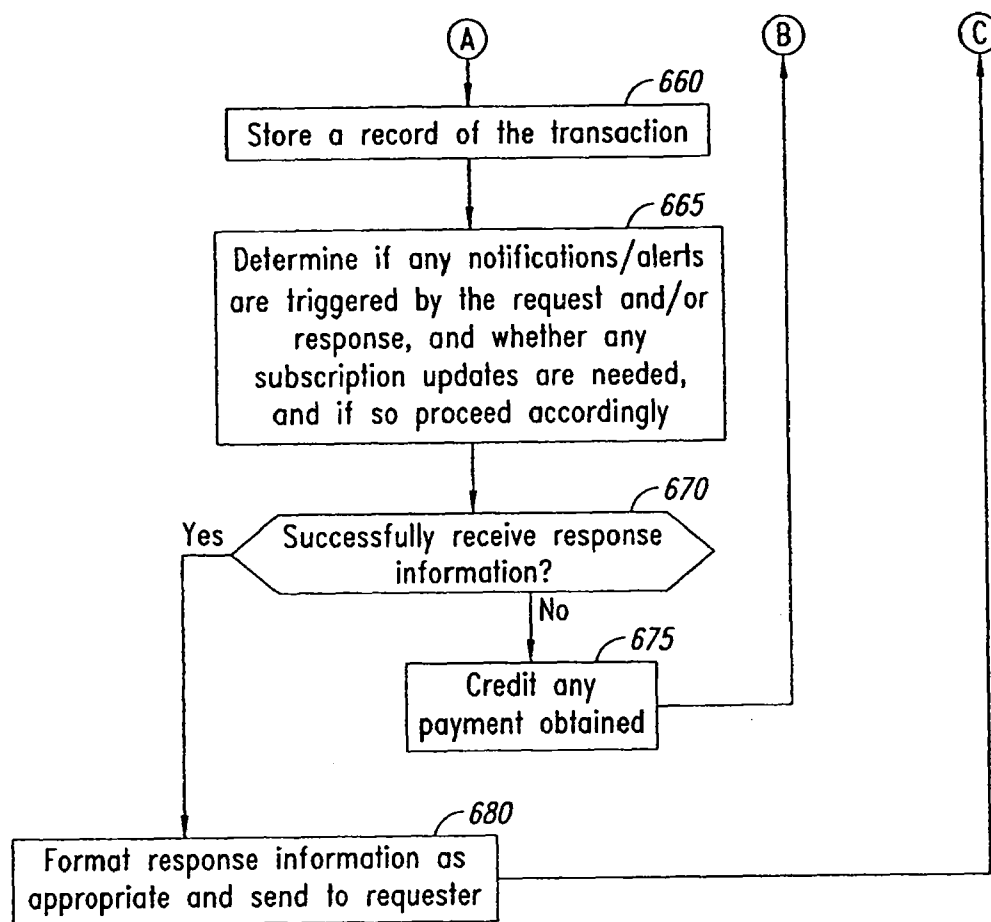 A
B
C
660
Store a record of the transaction
665
Determine if any notifications/alerts
are triggered by the request and/or
response, and whether any
subscription updates are needed,
and if so proceed accordingly
670
Yes
Successfully receive response
information?
No
675
Credit any
payment obtained
680
Format response information as
appropriate and send to requester